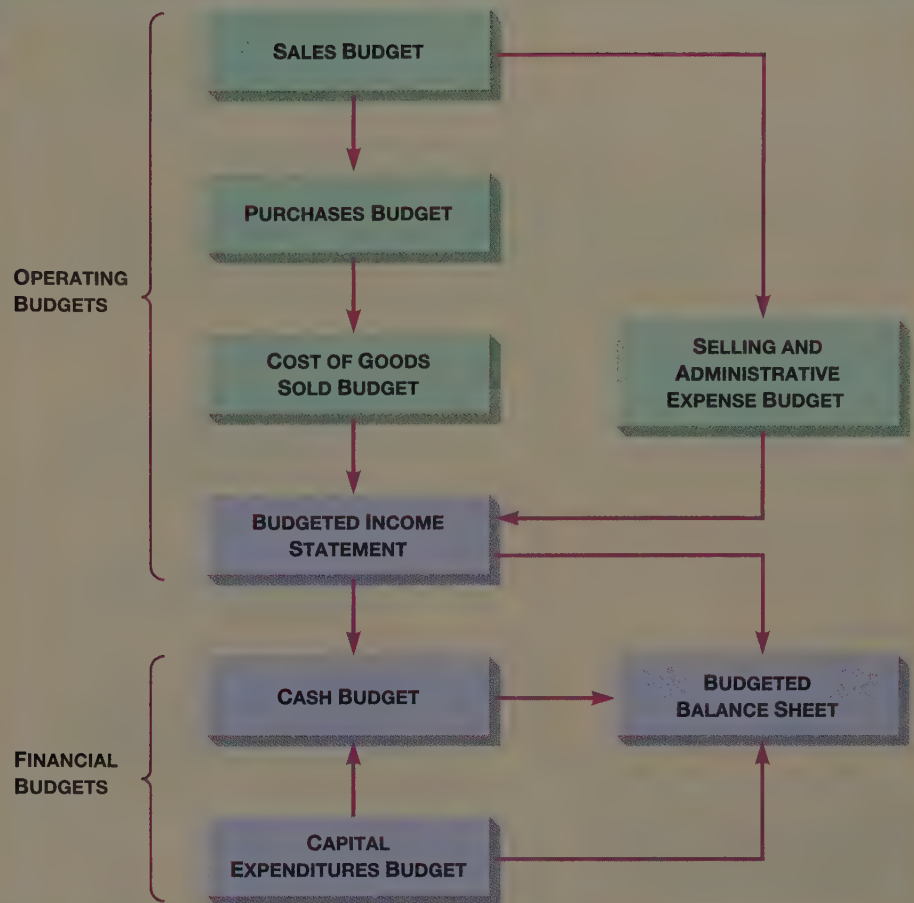 SALES BUDGET
PURCHASES BUDGET
OPERATING
BUDGETS
COST OF GOODS
SOLD BUDGET
SELLING AND
ADMINISTRATIVE
EXPENSE BUDGET
BUDGETED INCOME
STATEMENT
CASH BUDGET
BUDGETED
BALANCE SHEET
FINANCIAL
BUDGETS
CAPITAL
EXPENDITURES BUDGET